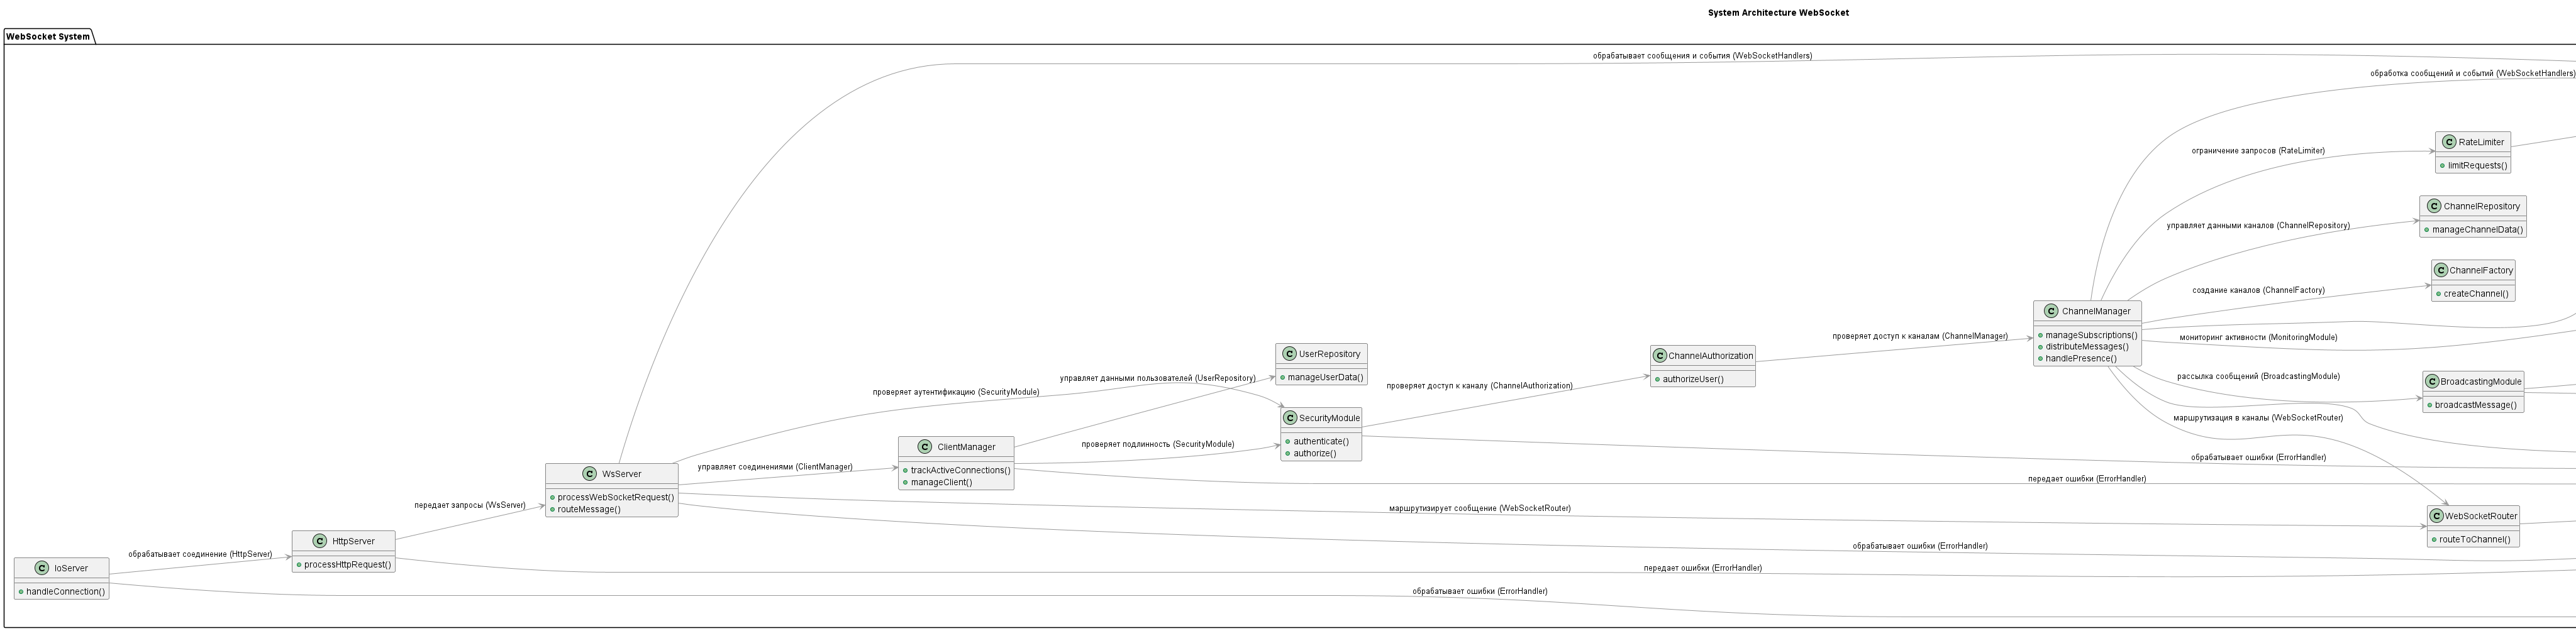 System Architecture WebSocket
WebSocket System
обрабатывает сообщения и события (WebSocketHandlers)
обработка сообщений и событий (WebSocketHandlers)
C RateLimiter
limitRequests()
ограничение запросов (RateLimiter)
C ChannelRepository
manageChannelData()
управляет данными каналов (ChannelRepository)
C ChannelFactory
createChannel()
создание каналов (ChannelFactory)
C ChannelManager
manageSubscriptions()
distributeMessages()
handlePresence()
проверяет доступ к каналам (ChannelManager)
мониторинг активности (MonitoringModule)
C UserRepository
manageUserData()
C ChannelAuthorization
authorizeUser()
управляет данными пользователей (UserRepository)
проверяет доступ к каналу (ChannelAuthorization)
рассылка сообщений (BroadcastingModule)
C BroadcastingModule
broadcastMessage()
проверяет аутентификацию (SecurityModule)
C SecurityModule
authenticate()
authorize()
маршрутизация в каналы (WebSocketRouter)
C ClientManager
trackActiveConnections()
manageClient()
проверяет подлинность (SecurityModule)
обрабатывает ошибки (ErrorHandler)
C WsServer
processWebSocketRequest()
routeMessage()
управляет соединениями (ClientManager)
передает ошибки (ErrorHandler)
передает запросы (WsServer)
маршрутизирует сообщение (WebSocketRouter)
C WebSocketRouter
routeToChannel()
C HttpServer
processHttpRequest()
обрабатывает ошибки (ErrorHandler)
обрабатывает соединение (HttpServer)
передает ошибки (ErrorHandler)
C IoServer
handleConnection()
обрабатывает ошибки (ErrorHandler)